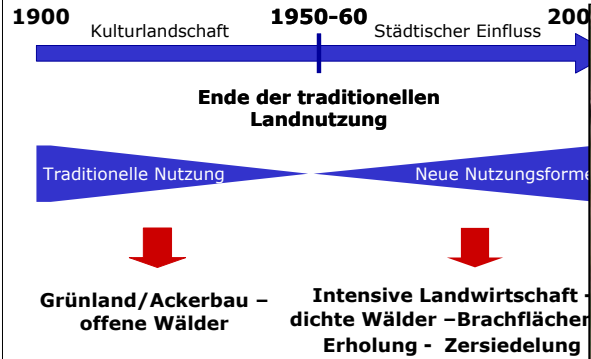 1900 1950-60 200
Kulturlandschaft Städtischer Einfluss
Ende der traditionellen
Landnutzung
Traditionelle Nutzung Neue Nutzungsforme
Grünland/Ackerbau –
offene Wälder
Intensive Landwirtschaft -
dichte Wälder –Brachflächen
Erholung - Zersiedelung